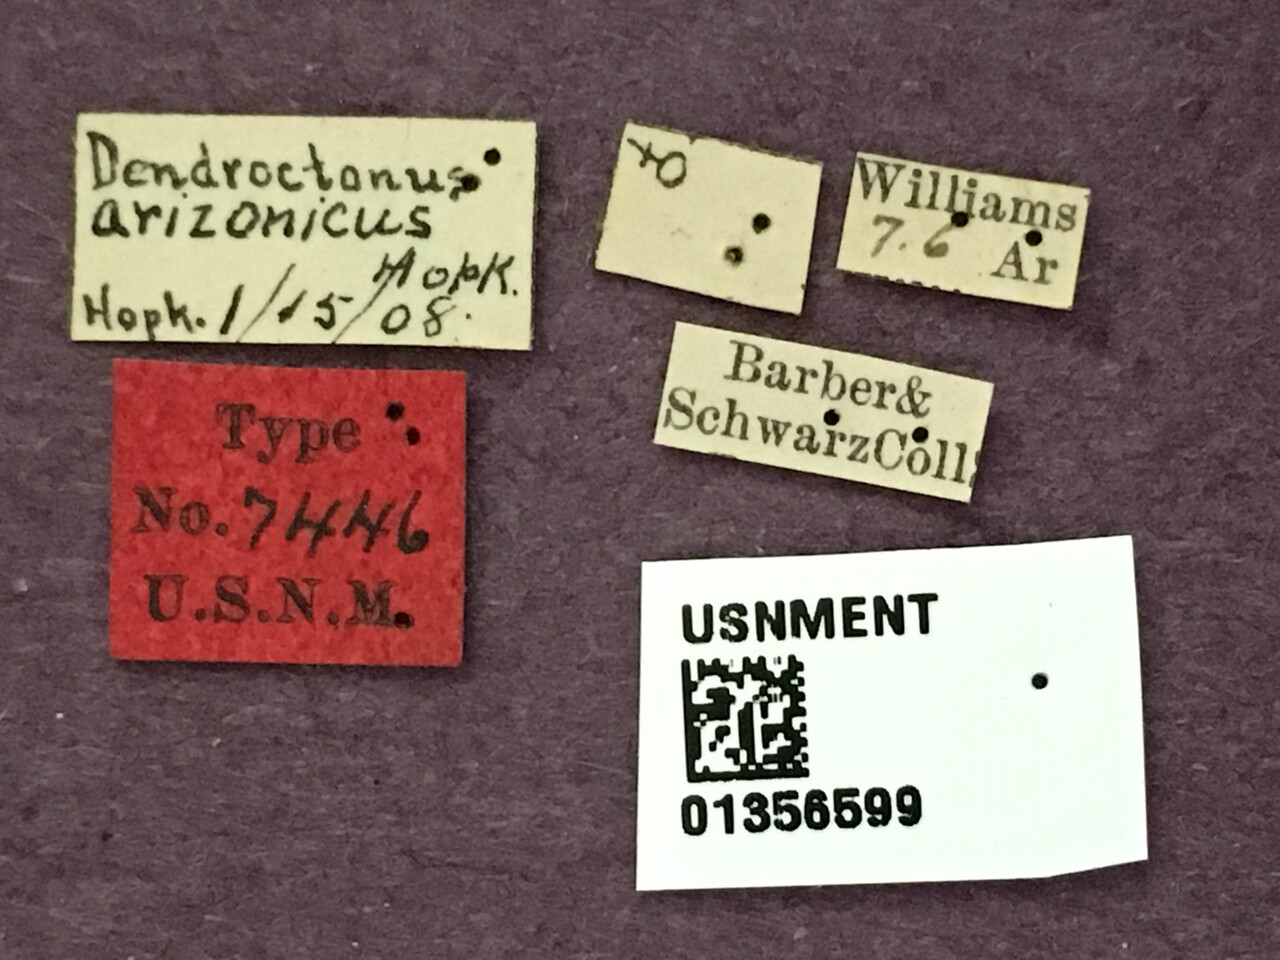 Dendroctonus
arizonicus
Hopk.
Hopk. 1/15/08.
♀
Williams
7.6 Ar
Barber&
SchwarzColl.
Type
No. 7446
U.S.N.M.
USNMENT
01356599